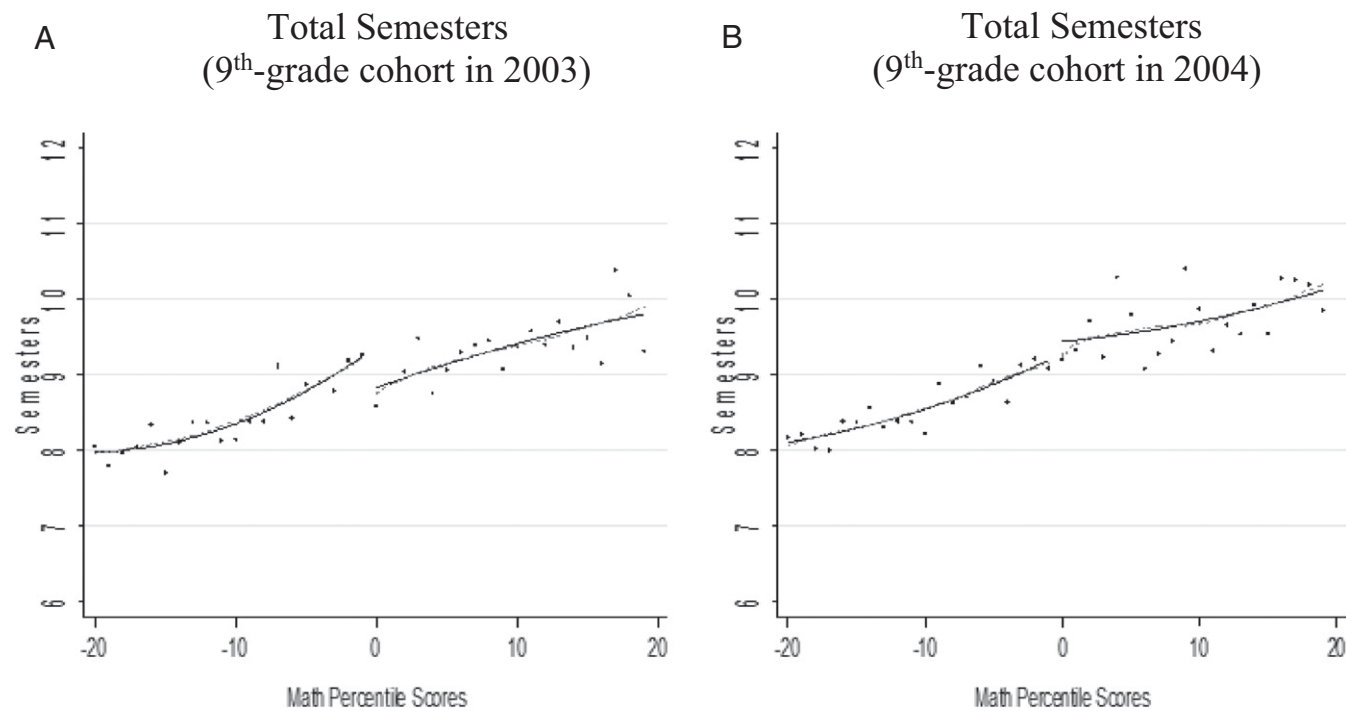 A
Total Semesters
(9th-grade cohort in 2003)
12
11
10
9
8
7
6
Semesters
-20
-10
0
10
20
Math Percentile Scores
B
Total Semesters
(9th-grade cohort in 2004)
12
11
10
9
8
7
6
Semesters
-20
-10
0
10
20
Math Percentile Scores